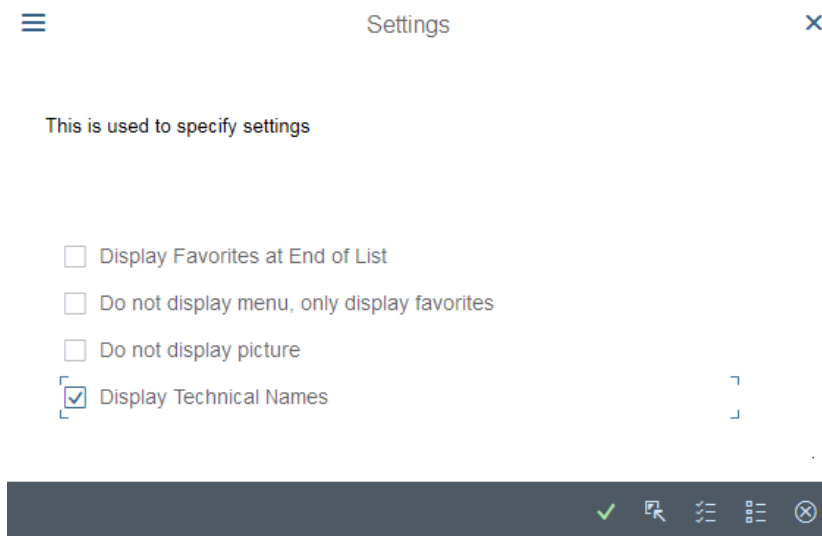 Settings
This is used to specify settings
Display Favorites at End of List
Do not display menu, only display favorites
Do not display picture
Display Technical Names